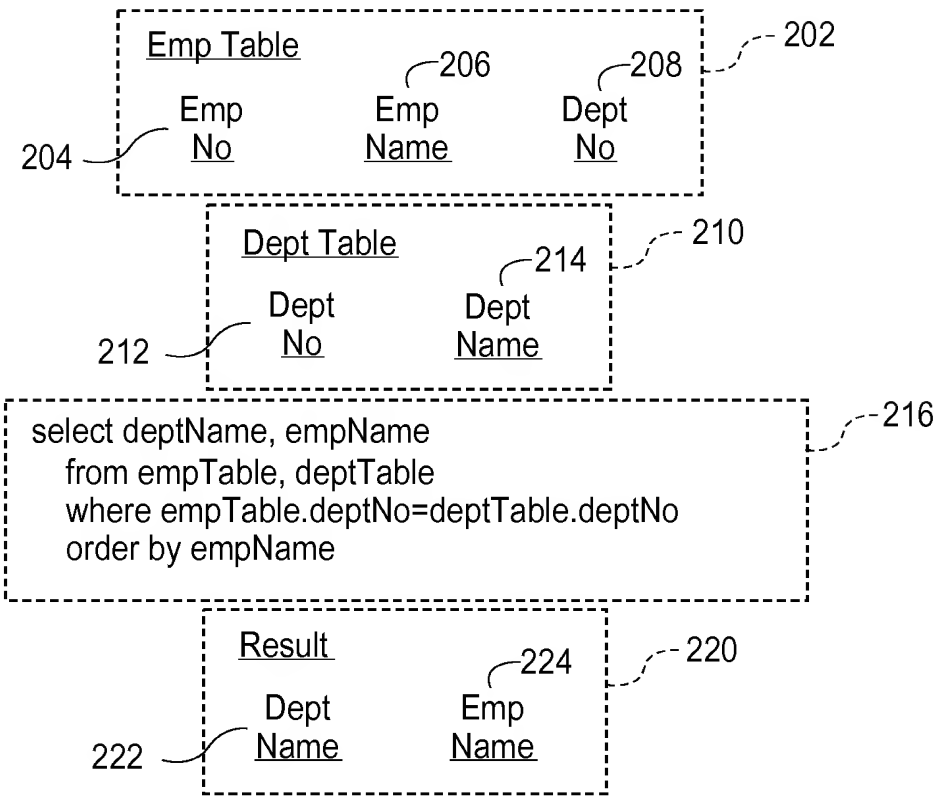 Emp Table
202
206
208
Emp
Emp
Dept
204
No
Name
No
Dept Table
210
214
Dept
Dept
212
No
Name
216
select deptName, empName
from empTable, deptTable
where empTable.deptNo=deptTable.deptNo
order by empName
Result
220
224
Dept
Emp
222
Name
Name